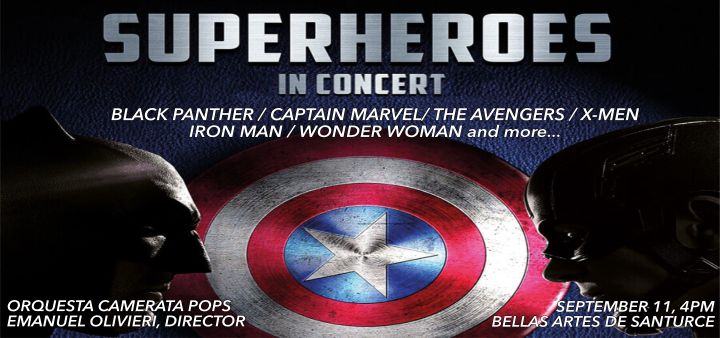 SUPERHEROES
IN CONCERT
BLACK PANTHER / CAPTAIN MARVEL/ THE AVENGERS / X-MEN
IRON MAN / WONDER WOMAN and more...
ORQUESTA CAMERATA POPS
EMANUEL OLIVIERI, DIRECTOR
SEPTEMBER 11, 4PM
BELLAS ARTES DE SANTURCE